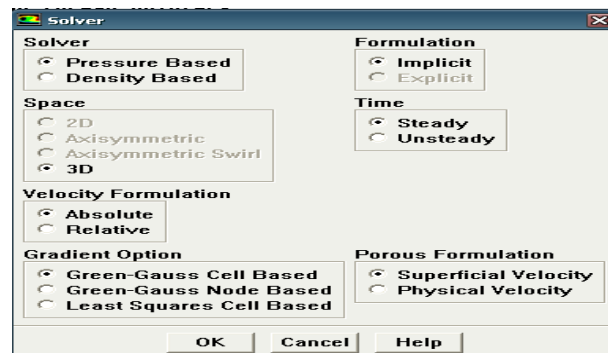 Solver
Solver
Pressure Based
Density Based
Formulation
Implicit
Explicit
Space
2D
Axisymmetric
Axisymmetric Swirl
3D
Time
Steady
Unsteady
Velocity Formulation
Absolute
Relative
Gradient Option
Green-Gauss Cell Based
Green-Gauss Node Based
Least Squares Cell Based
Porous Formulation
Superficial Velocity
Physical Velocity
OK Cancel Help